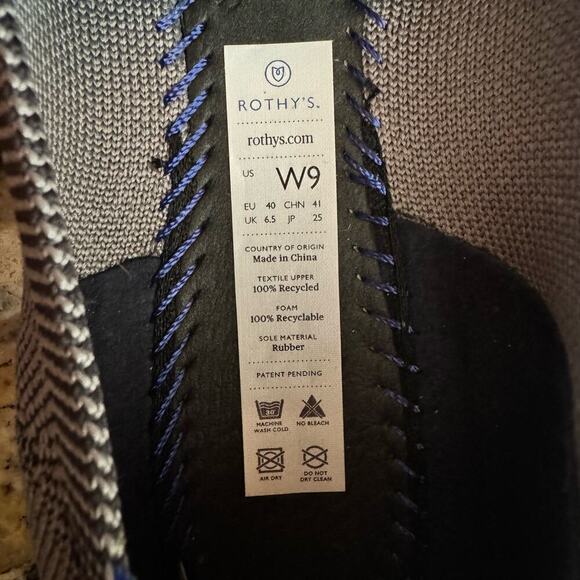 ROTHY'S.
rothys.com
US W9
EU 40 CHN 41
UK 6.5 JP 25
COUNTRY OF ORIGIN
Made in China
TEXTILE UPPER
100% Recycled
FOAM
100% Recyclable
SOLE MATERIAL
Rubber
PATENT PENDING
30°
MACHINE WASH COLD NO BLEACH
AIR DRY DO NOT DRY CLEAN